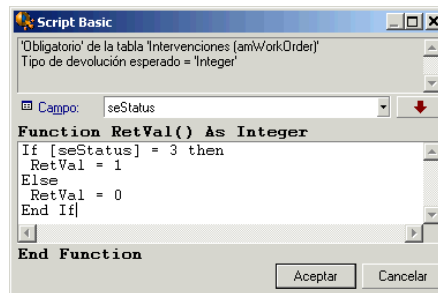 Script Basic
'Obligatorio' de la tabla 'Intervenciones (amWorkOrder)'
Tipo de devolución esperado = 'Integer'
Campo: seStatus
Function RetVal() As Integer
If [seStatus] = 3 then
RetVal = 1
Else
RetVal = 0
End If
End Function
Aceptar Cancelar